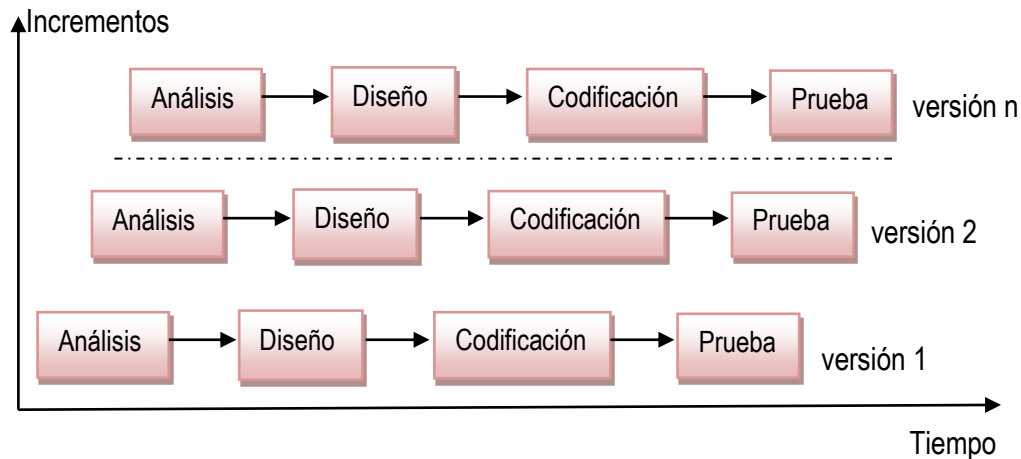 Incrementos
Análisis Diseño Codificación Prueba versión n
Análisis Diseño Codificación Prueba versión 2
Análisis Diseño Codificación Prueba versión 1
Tiempo